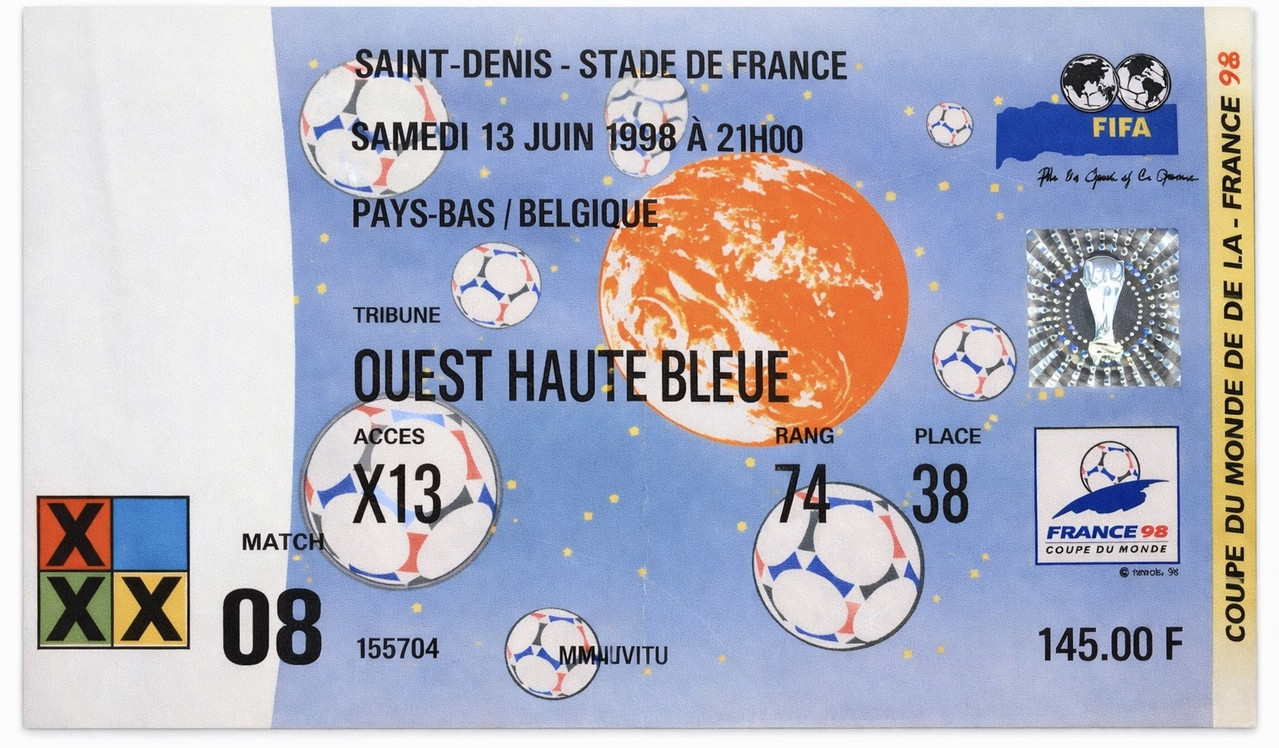 SAINT-DENIS - STADE DE FRANCE
SAMEDI 13 JUIN 1998 À 21H00
PAYS-BAS / BELGIQUE
TRIBUNE
OUEST HAUTE BLEUE
ACCES
X13
RANG
74
PLACE
38
X
X X
MATCH
08
155704
FIFA
FRANCE 98
COUPE DU MONDE
©
98
145.00 F
COUPE DU MONDE DE LA - FRANCE 98